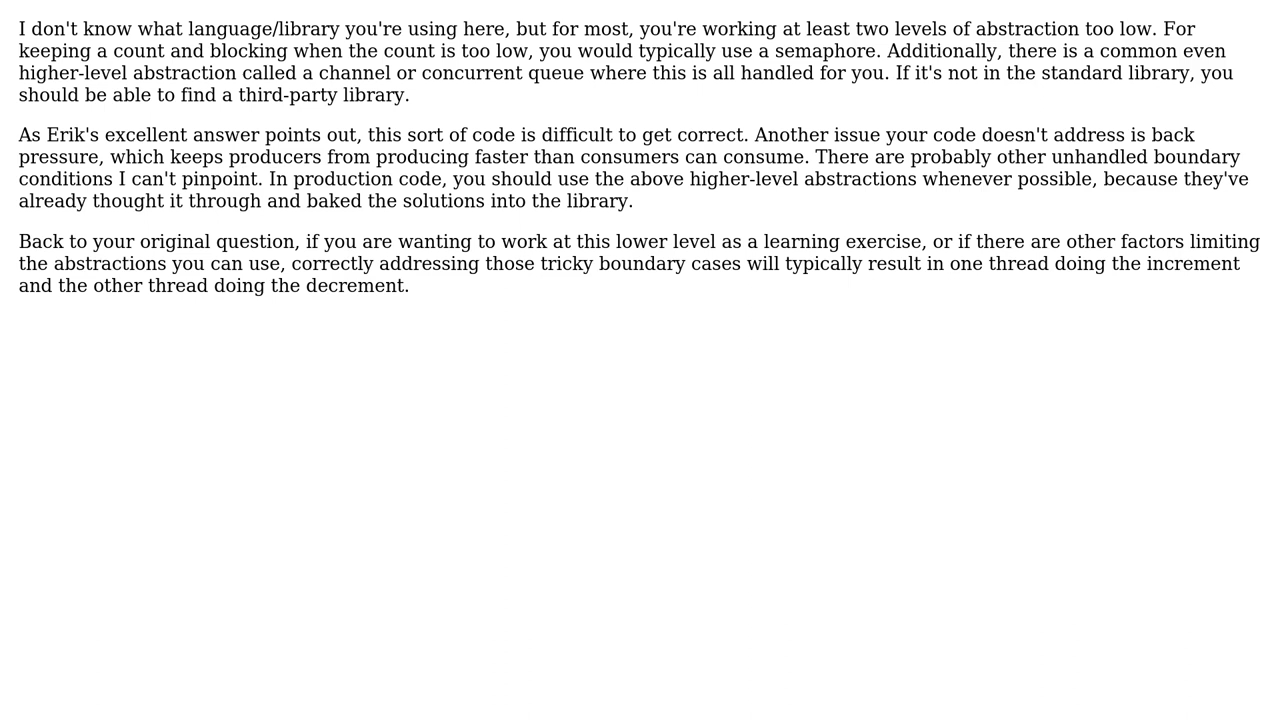 I don't know what language/library you're using here, but for most, you're working at least two levels of abstraction too low. For
keeping a count and blocking when the count is too low, you would typically use a semaphore. Additionally, there is a common even
higher-level abstraction called a channel or concurrent queue where this is all handled for you. If it's not in the standard library, you
should be able to find a third-party library.
As Erik's excellent answer points out, this sort of code is difficult to get correct. Another issue your code doesn't address is back
pressure, which keeps producers from producing faster than consumers can consume. There are probably other unhandled boundary
conditions I can't pinpoint. In production code, you should use the above higher-level abstractions whenever possible, because they've
already thought it through and baked the solutions into the library.
Back to your original question, if you are wanting to work at this lower level as a learning exercise, or if there are other factors limiting
the abstractions you can use, correctly addressing those tricky boundary cases will typically result in one thread doing the increment
and the other thread doing the decrement.